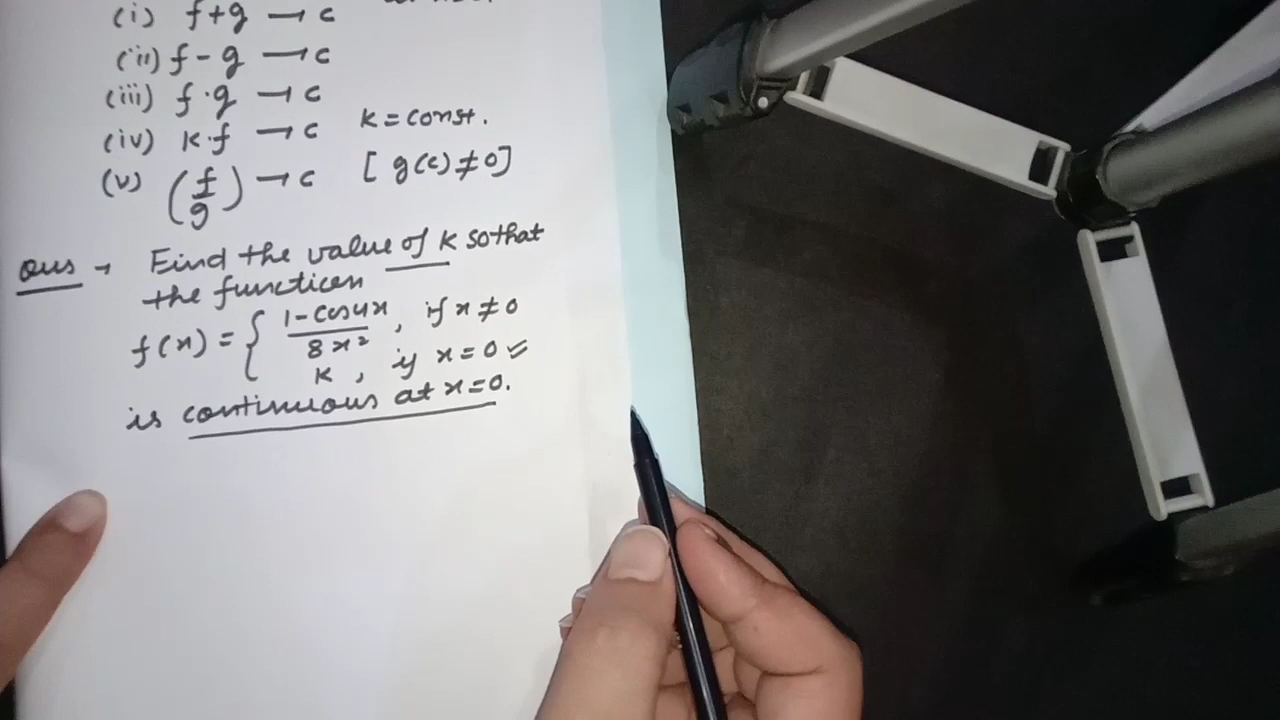 (i) f+g → c
(ii) f - g → c
(iii) f·g → c
(iv) k·f → c k = const.
(v) (f/g) → c [g(c) ≠ 0]
Ques → Find the value of k so that
the function
f(x) = { 1-cos4x / 8x² , if x ≠ 0
k , if x = 0
is continuous at x=0.